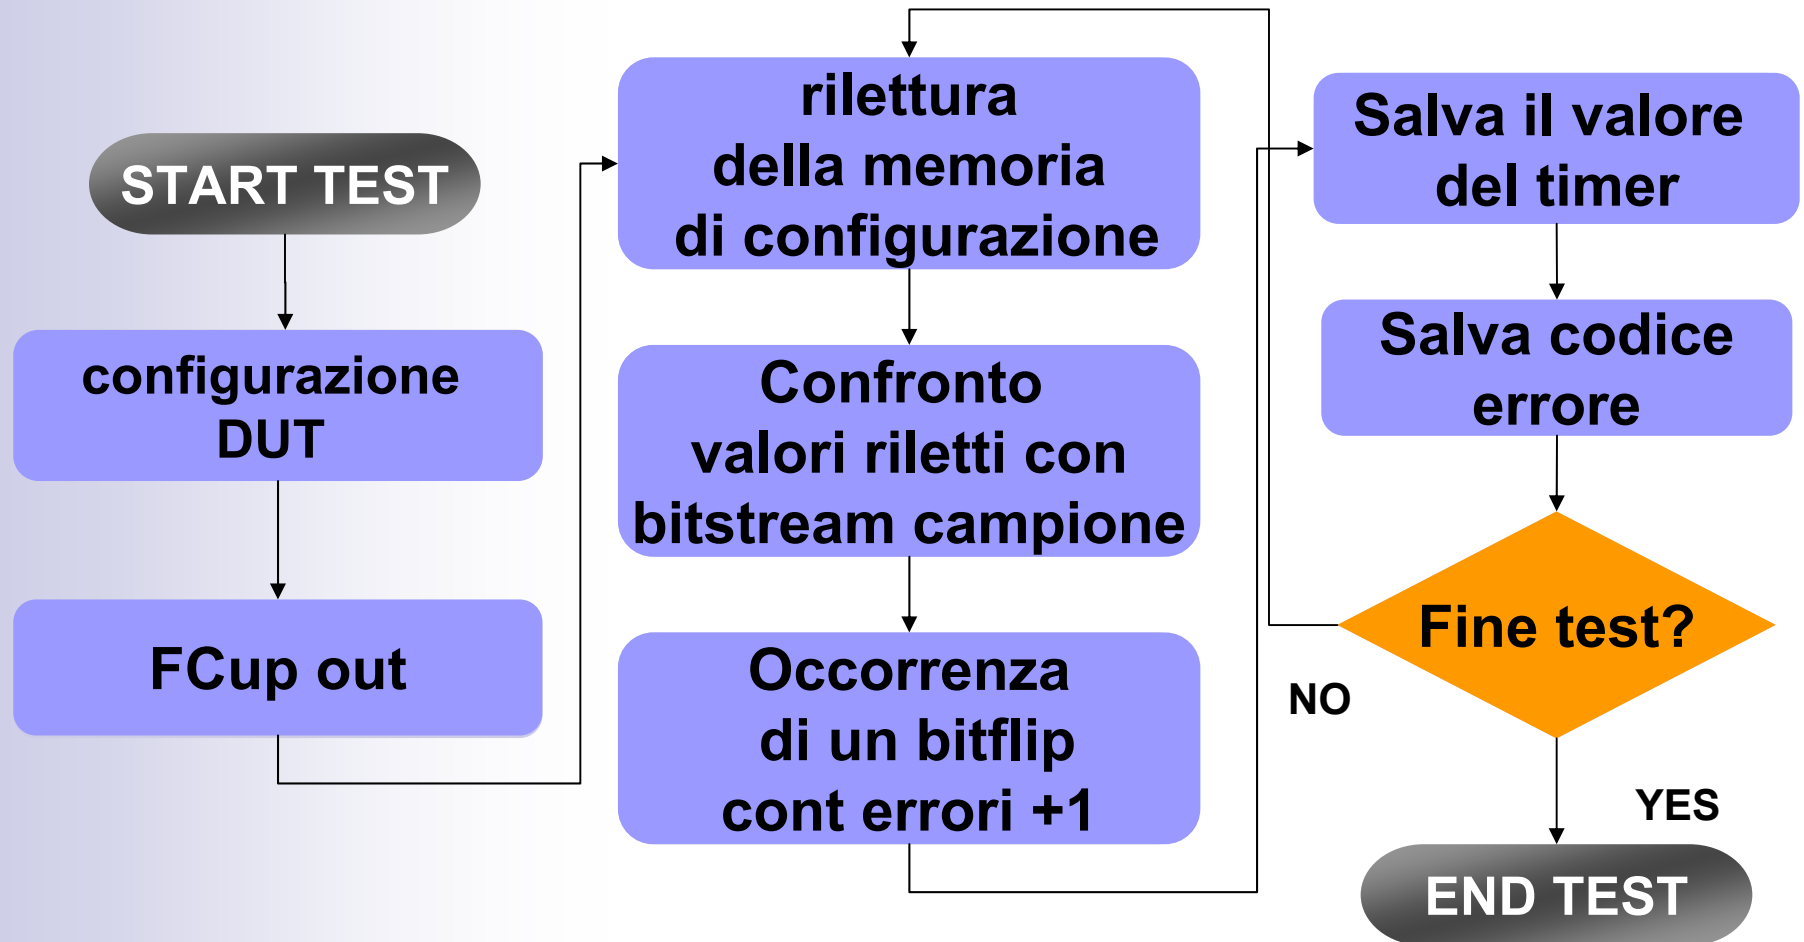 START TEST
configurazione
DUT
FCup out
rilettura
della memoria
di configurazione
Confronto
valori riletti con
bitstream campione
Occorrenza
di un bitflip
cont errori +1
Salva il valore
del timer
Salva codice
errore
Fine test?
NO
YES
END TEST